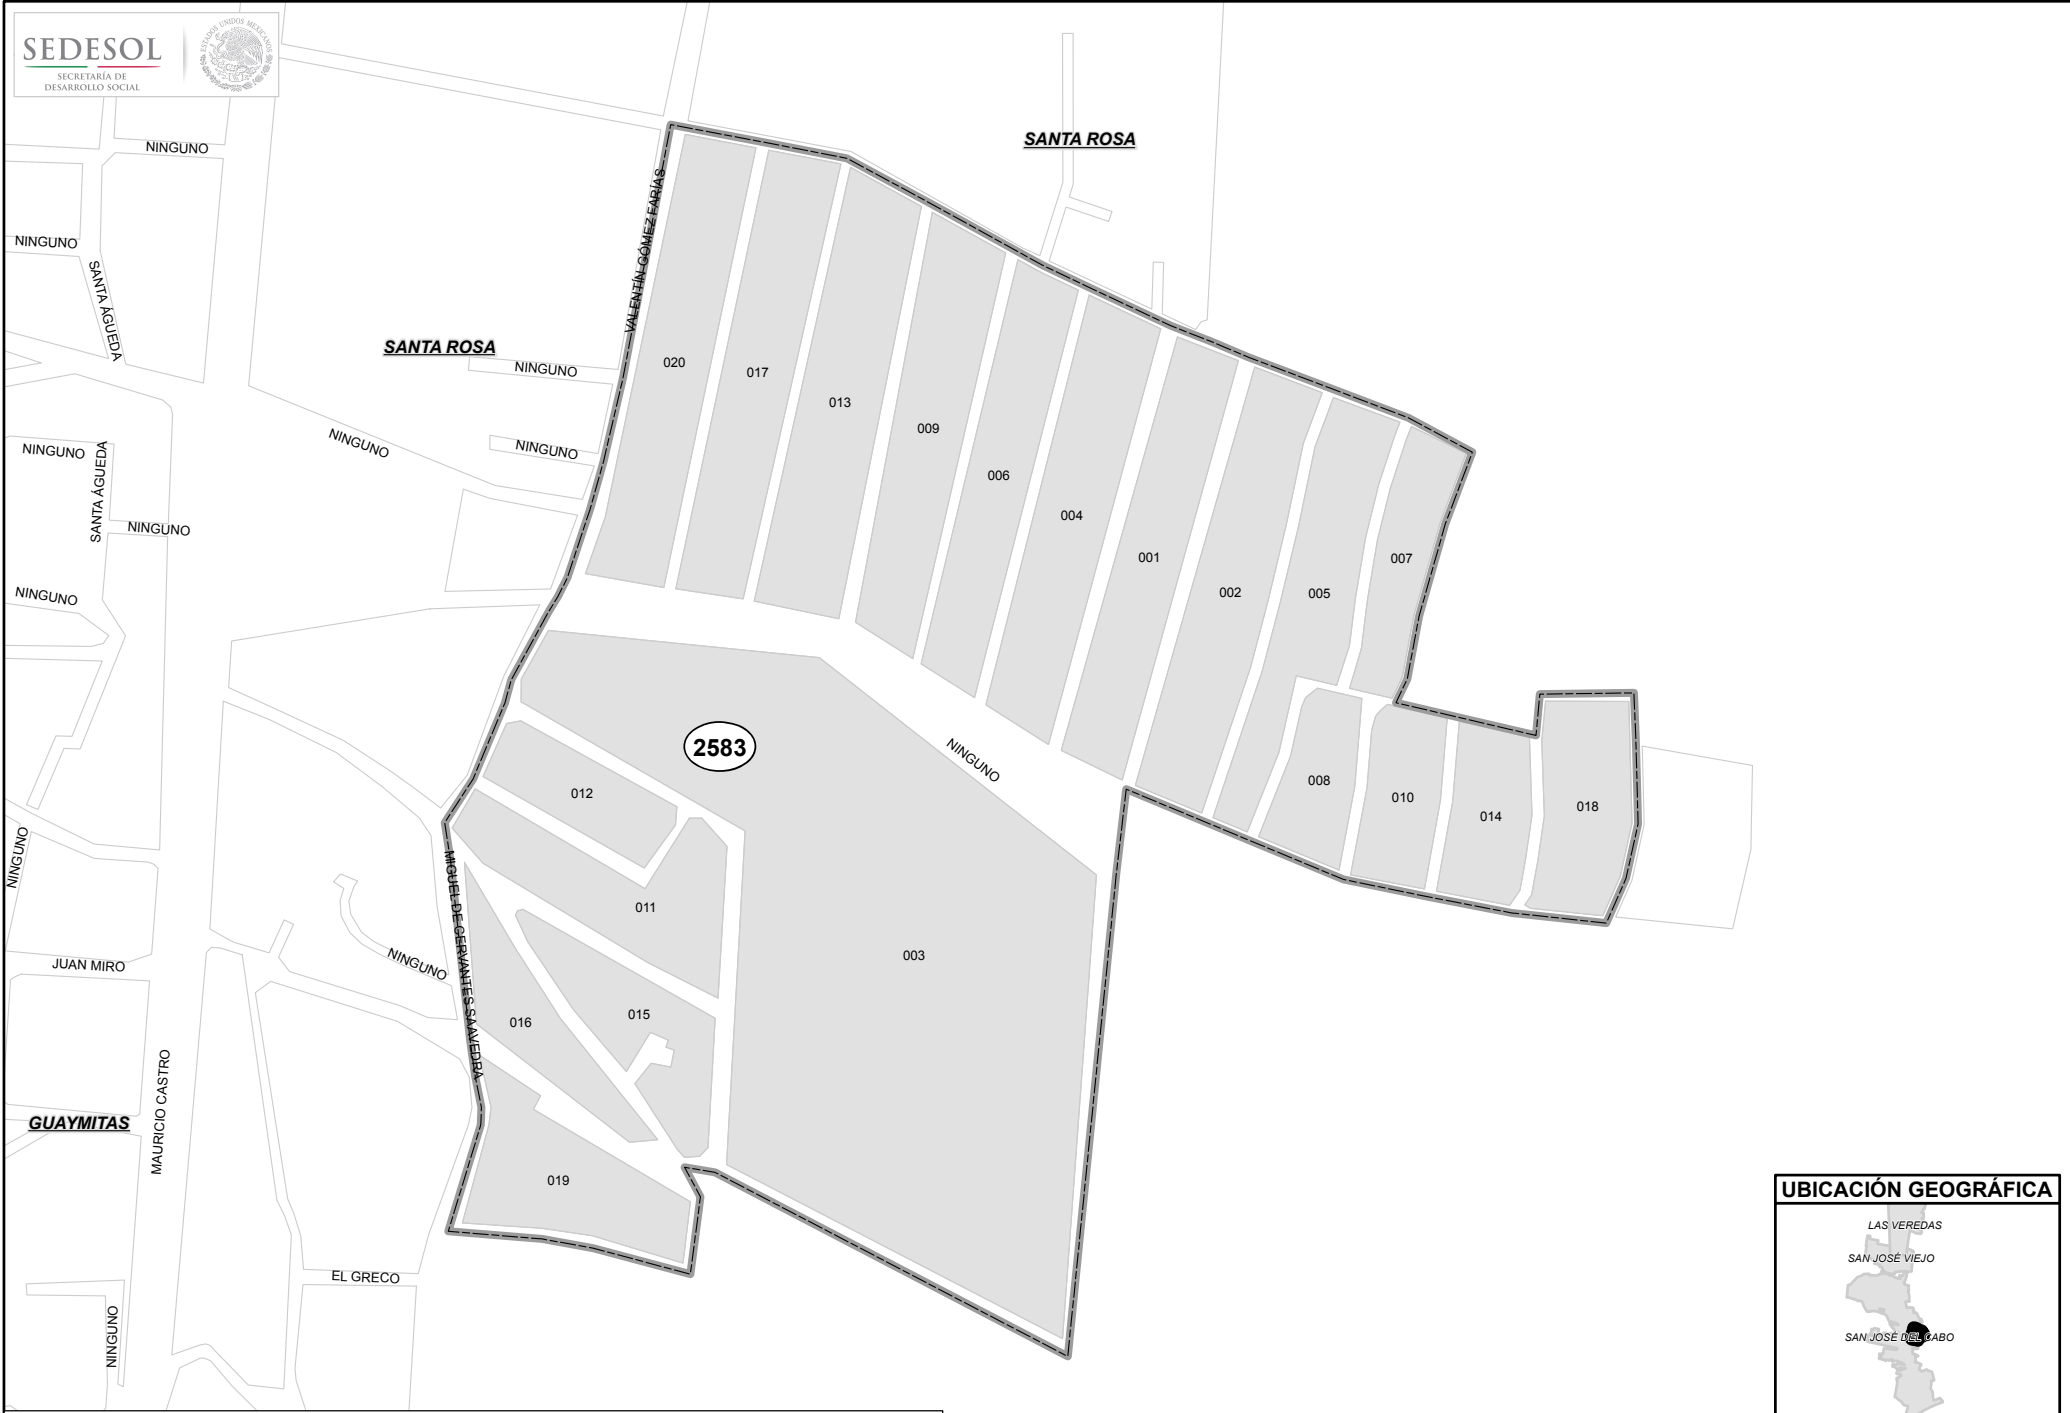 SEDESOL
SECRETARÍA DE
DESARROLLO SOCIAL
ESTADOS UNIDOS MEXICANOS
SANTA ROSA
NINGUNO
NINGUNO
SANTA ÁGUEDA
VALENTÍN GÓMEZ FARÍAS
SANTA ROSA
NINGUNO
NINGUNO
NINGUNO
NINGUNO
SANTA ÁGUEDA
NINGUNO
NINGUNO
020
017
013
009
006
004
001
002
005
007
2583
NINGUNO
012
008
010
014
018
NINGUNO
MIGUEL DE CERVANTES SAAVEDRA
011
003
JUAN MIRO
NINGUNO
016
015
MAURICIO CASTRO
GUAYMITAS
019
EL GRECO
NINGUNO
UBICACIÓN GEOGRÁFICA
LAS VEREDAS
SAN JOSÉ VIEJO
SAN JOSÉ DEL CABO